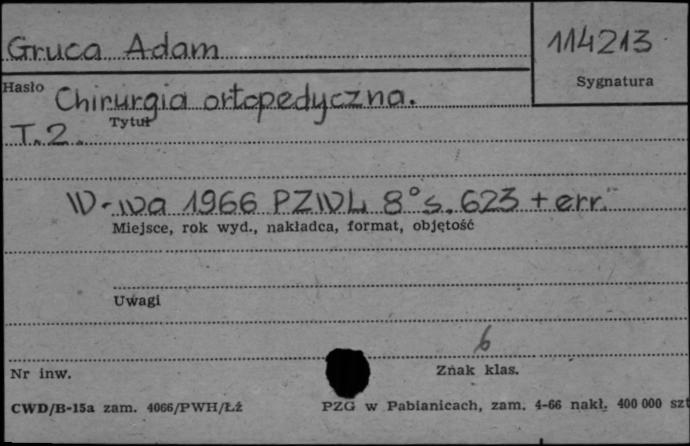 Gruca Adam
114213
Hasło
Sygnatura
Chirurgia ortopedyczna.
Tytuł
T. 2.
W-wa 1966 PZWL 8° s. 623 + err.
Miejsce, rok wyd., nakładca, format, objętość
Uwagi
6
Nr inw.
Znak klas.
CWD/B-15a zam. 4066/PWH/Łź
PZG w Pabianicach, zam. 4-66 nakł. 400 000 szt